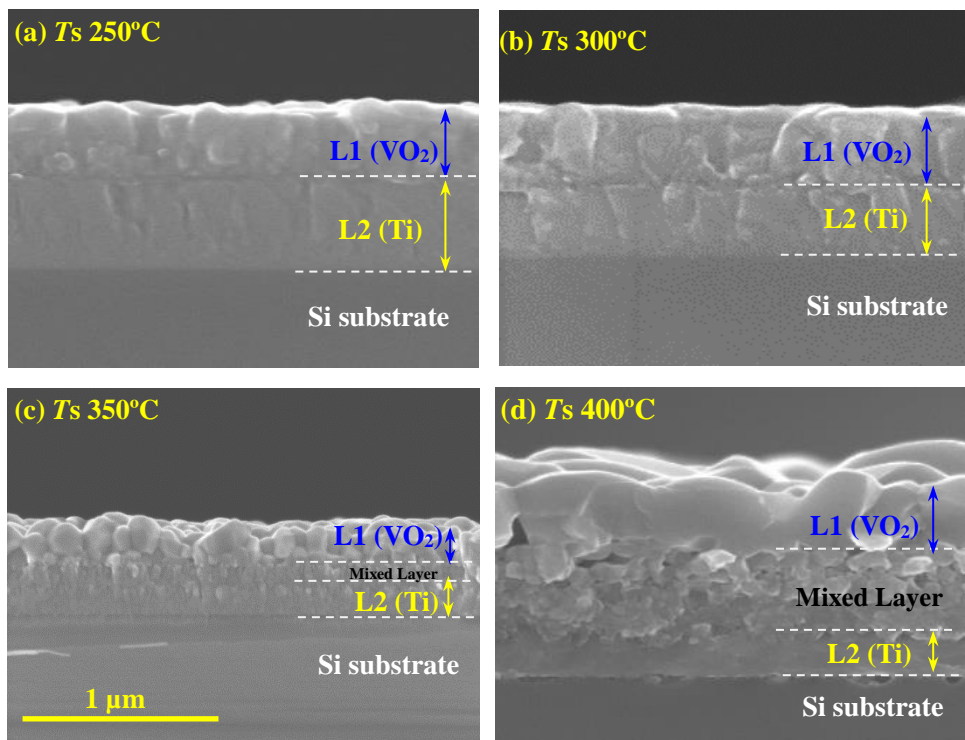 (a) Ts 250ºC
L1 (VO₂)
L2 (Ti)
Si substrate
(b) Ts 300ºC
L1 (VO₂)
L2 (Ti)
Si substrate
(c) Ts 350ºC
L1 (VO₂)
Mixed Layer
L2 (Ti)
Si substrate
1 µm
(d) Ts 400ºC
L1 (VO₂)
Mixed Layer
L2 (Ti)
Si substrate